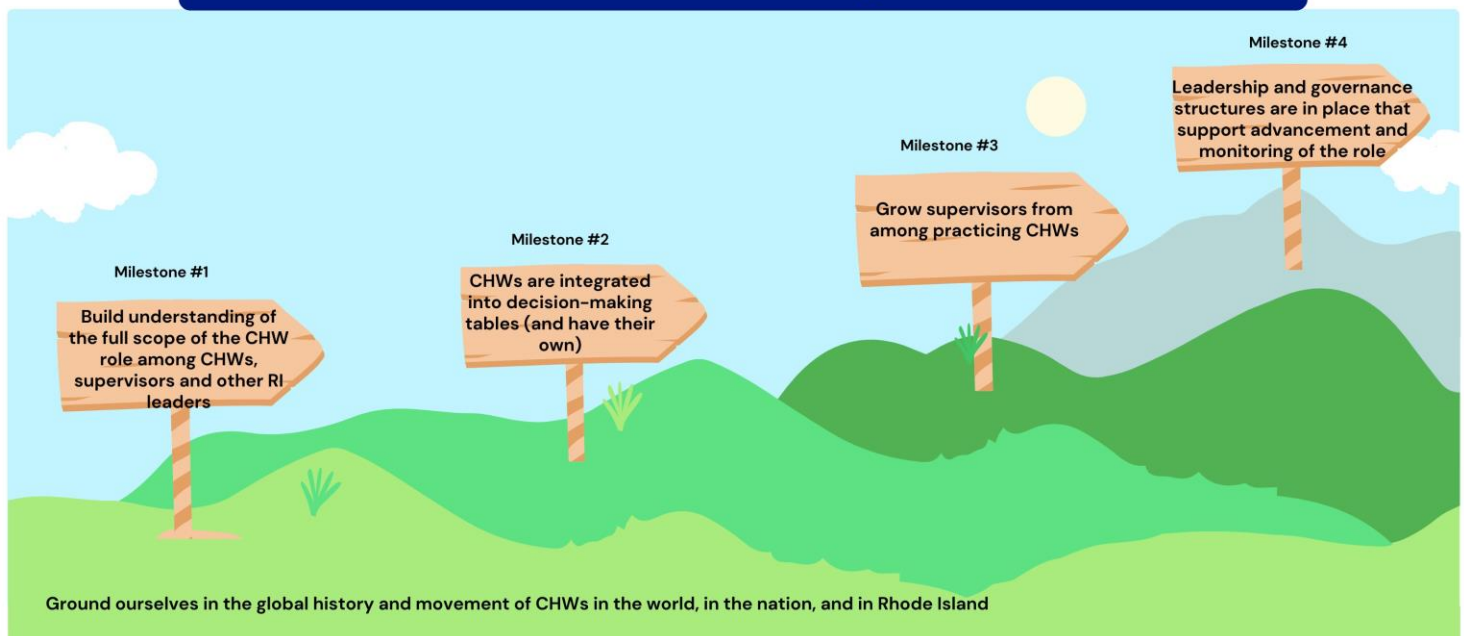 Milestone #1
Build understanding of
the full scope of the CHW
role among CHWs,
supervisors and other RI
leaders
Milestone #2
CHWs are integrated
into decision-making
tables (and have their
own)
Milestone #3
Grow supervisors from
among practicing CHWs
Milestone #4
Leadership and governance
structures are in place that
support advancement and
monitoring of the role
Ground ourselves in the global history and movement of CHWs in the world, in the nation, and in Rhode Island